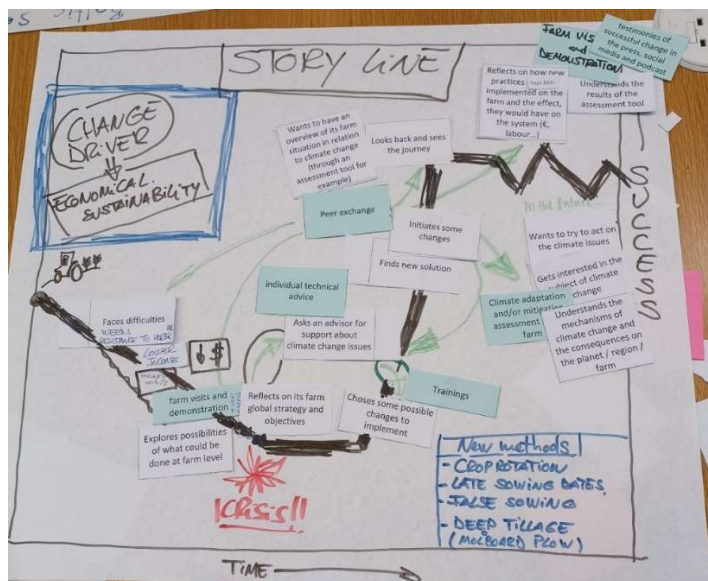 STORY LINE
FARM VIS
and
DEMONSTRATION
testimonies of
successful change in
the press, social
media and podcast
Reflects on how new
practices
implemented on the
farm and the effect,
they would have on
the system (€,
labour...)
Understands the
results of the
assessment tool
CHANGE
DRIVER
ECONOMICAL
SUSTAINABILITY
Wants to have an
overview of its farm
situation in relation
to climate change
(through an
assessment tool for
example)
Looks back and sees
the journey
Peer exchange
Initiates some
changes
Finds new solution
In the future
Wants to try to act on
the climate issues
Gets interested in the
subject of climate
change
Climate adaptation
and/or mitigation
assessment
farm
Understands the
mechanisms of
climate change and
the consequences on
the planet / region /
farm
SUCCESS
individual technical
advice
Asks an advisor for
support about
climate change issues
Faces difficulties
WEEDS
RESISTANCE TO HERB
LOWER
INCOME
$
farm visits and
demonstration
Explores possibilities
of what could be
done at farm level
Reflects on its farm
global strategy and
objectives
Choses some possible
changes to
implement
Trainings
CRISIS!!
New methods
- CROP ROTATION
- LATE SOWING DATES
- FALSE SOWING
- DEEP TILLAGE
(MOLBOARD PLOW)
TIME